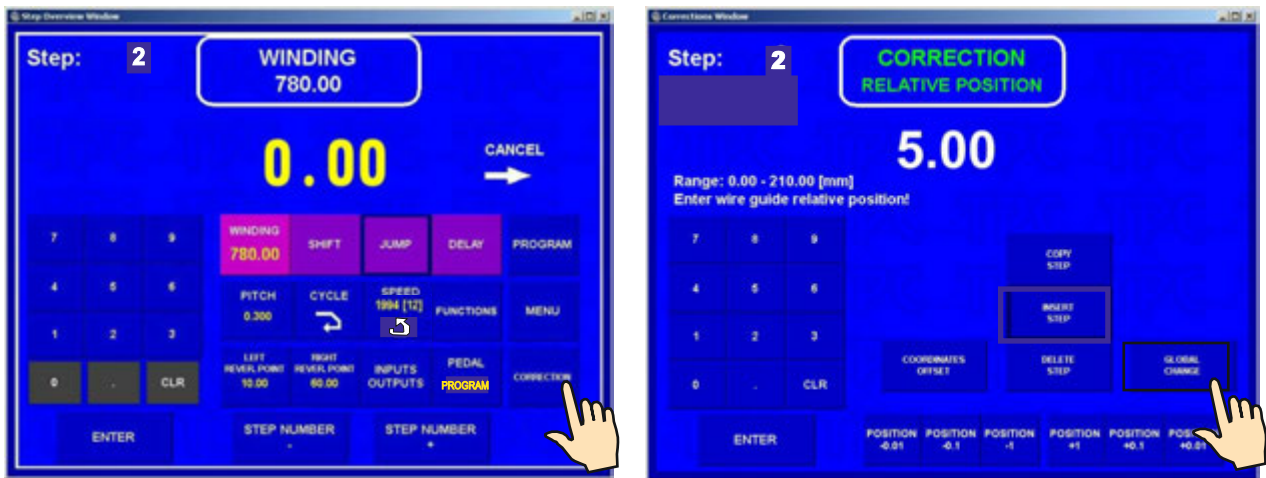 Step Overview Window
Step: 2
WINDING
780.00
0.00
CANCEL
7 8 9
WINDING
780.00
SHIFT
JUMP
DELAY
PROGRAM
4 5 6
PITCH
0.300
CYCLE
SPEED
1994 [12]
FUNCTIONS
MENU
1 2 3
LEFT
REVER. POINT
10.00
RIGHT
REVER. POINT
60.00
INPUTS
OUTPUTS
PEDAL
PROGRAM
CORRECTION
0 . CLR
ENTER
STEP NUMBER
-
STEP NUMBER
+
Corrections Window
Step: 2
CORRECTION
RELATIVE POSITION
5.00
Range: 0.00 - 210.00 [mm]
Enter wire guide relative position!
7 8 9
COPY
STEP
4 5 6
INSERT
STEP
1 2 3
COORDINATES
OFFSET
DELETE
STEP
GLOBAL
CHANGE
0 . CLR
ENTER
POSITION
-0.01
POSITION
-0.1
POSITION
-1
POSITION
+1
POSITION
+0.1
+0.01